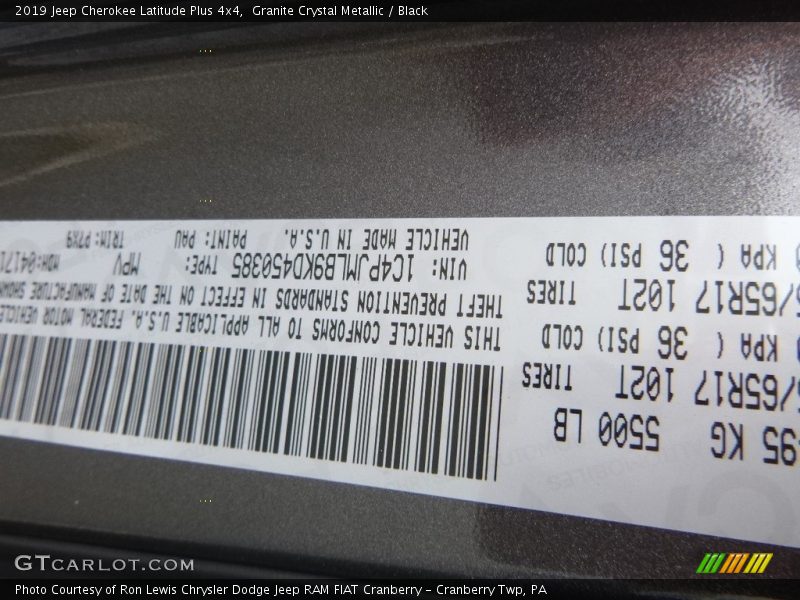 2019 Jeep Cherokee Latitude Plus 4x4, Granite Crystal Metallic / Black
95 KG 5500 LB
/65R17 102T TIRES
KPA ( 36 PSI) COLD
/65R17 102T TIRES
KPA ( 36 PSI) COLD
THIS VEHICLE CONFORMS TO ALL APPLICABLE U.S.A. FEDERAL MOTOR VEHICLE
THEFT PREVENTION STANDARDS IN EFFECT ON THE DATE OF MANUFACTURE SHOWN
VIN: 1C4PJMLB9KD450385 TYPE: MPV MDH:0417
VEHICLE MADE IN U.S.A. PAINT: PAU TRIM: P7X9
GTCARLOT.COM
Photo Courtesy of Ron Lewis Chrysler Dodge Jeep RAM FIAT Cranberry – Cranberry Twp, PA